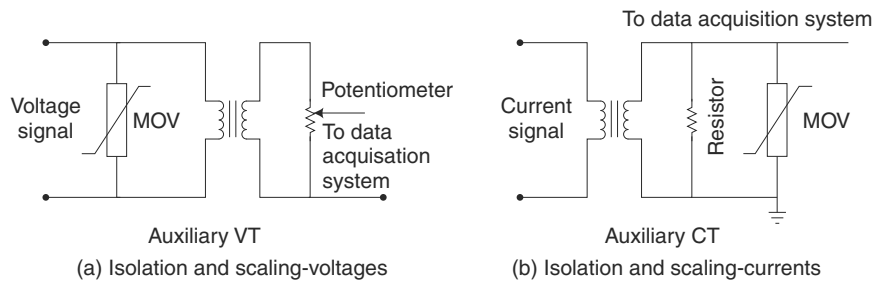 To data acquisition system
Voltage
signal
MOV
Potentiometer
To data
acquisation
system
Auxiliary VT
(a) Isolation and scaling-voltages
Current
signal
Resistor
MOV
Auxiliary CT
(b) Isolation and scaling-currents